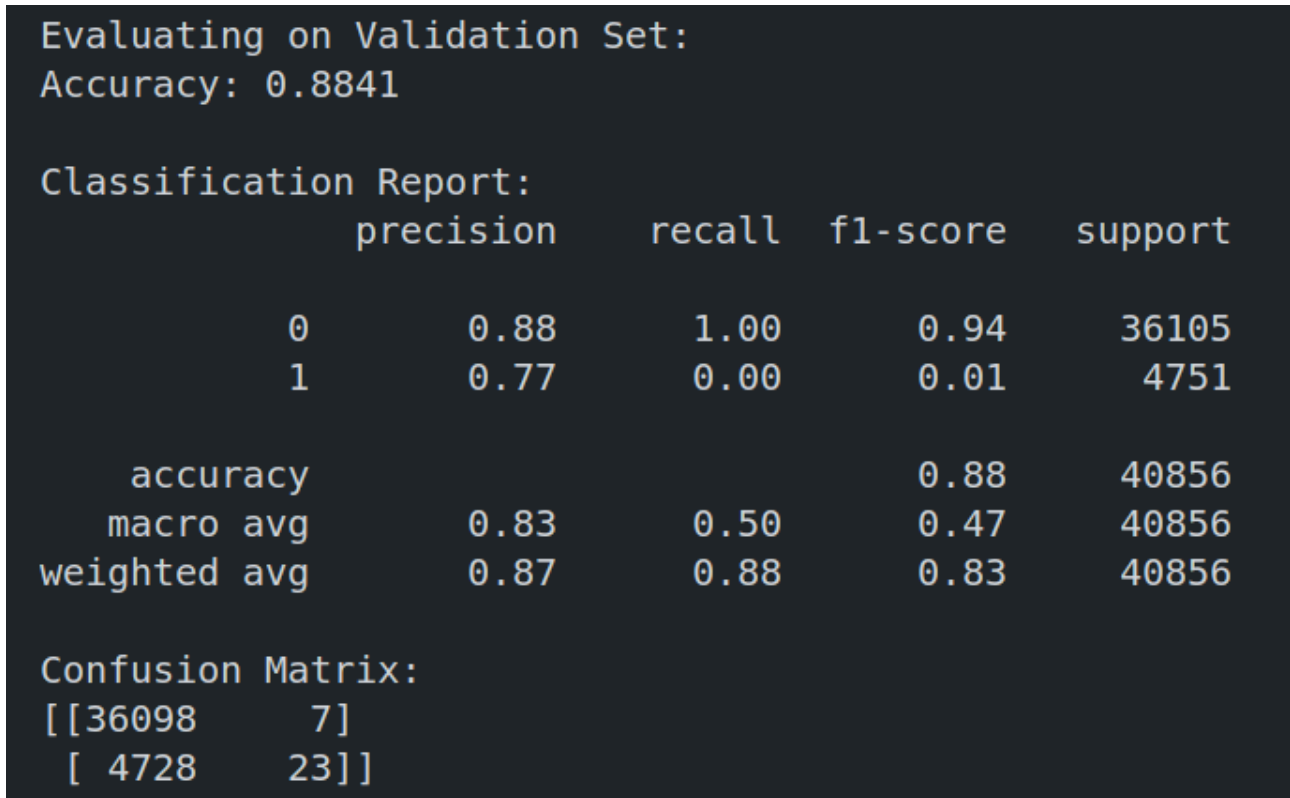 Evaluating on Validation Set:
Accuracy: 0.8841
Classification Report:
precision recall f1-score support
0 0.88 1.00 0.94 36105
1 0.77 0.00 0.01 4751
accuracy 0.88 40856
macro avg 0.83 0.50 0.47 40856
weighted avg 0.87 0.88 0.83 40856
Confusion Matrix:
[[36098 7]
[ 4728 23]]